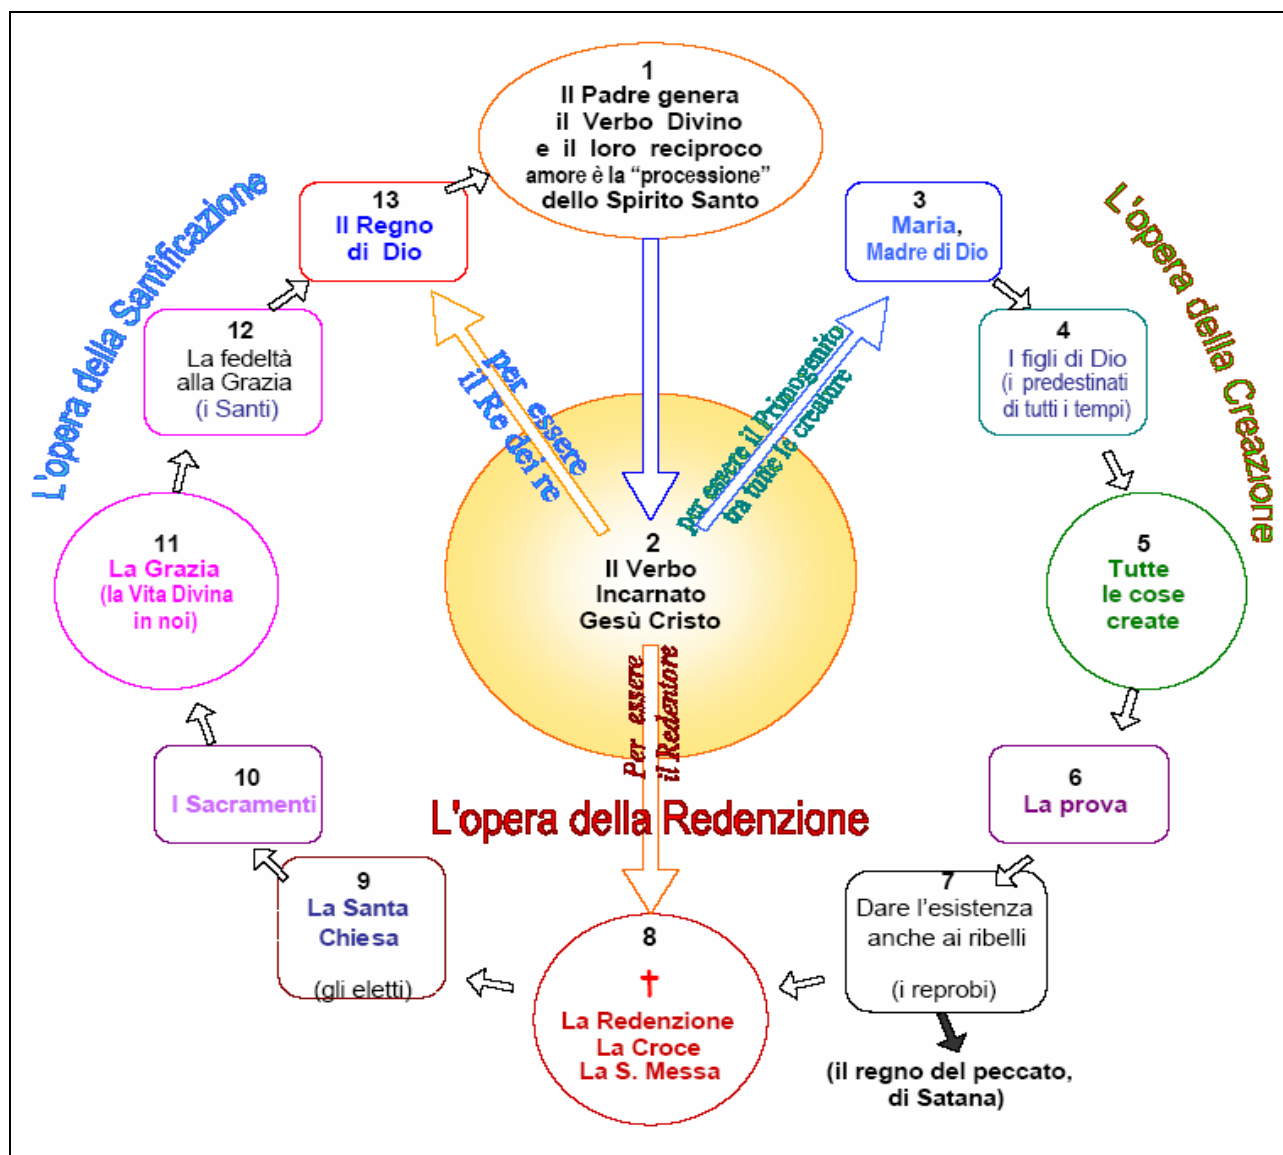 1
Il Padre genera
il Verbo Divino
e il loro reciproco
amore è la “processione”
dello Spirito Santo
L'opera della Santificazione
13
Il Regno
di Dio
3
Maria,
Madre di Dio
L'opera della Creazione
12
La fedeltà
alla Grazia
(i Santi)
per essere
il Re dei re
per essere il Primogenito
tra tutte le creature
4
I figli di Dio
(i predestinati
di tutti i tempi)
11
La Grazia
(la Vita Divina
in noi)
2
Il Verbo
Incarnato
Gesù Cristo
5
Tutte
le cose
create
Per essere
il Redentore
10
I Sacramenti
L'opera della Redenzione
6
La prova
9
La Santa
Chiesa
(gli eletti)
8
La Redenzione
La Croce
La S. Messa
7
Dare l'esistenza
anche ai ribelli
(i reprobi)
(il regno del peccato,
di Satana)